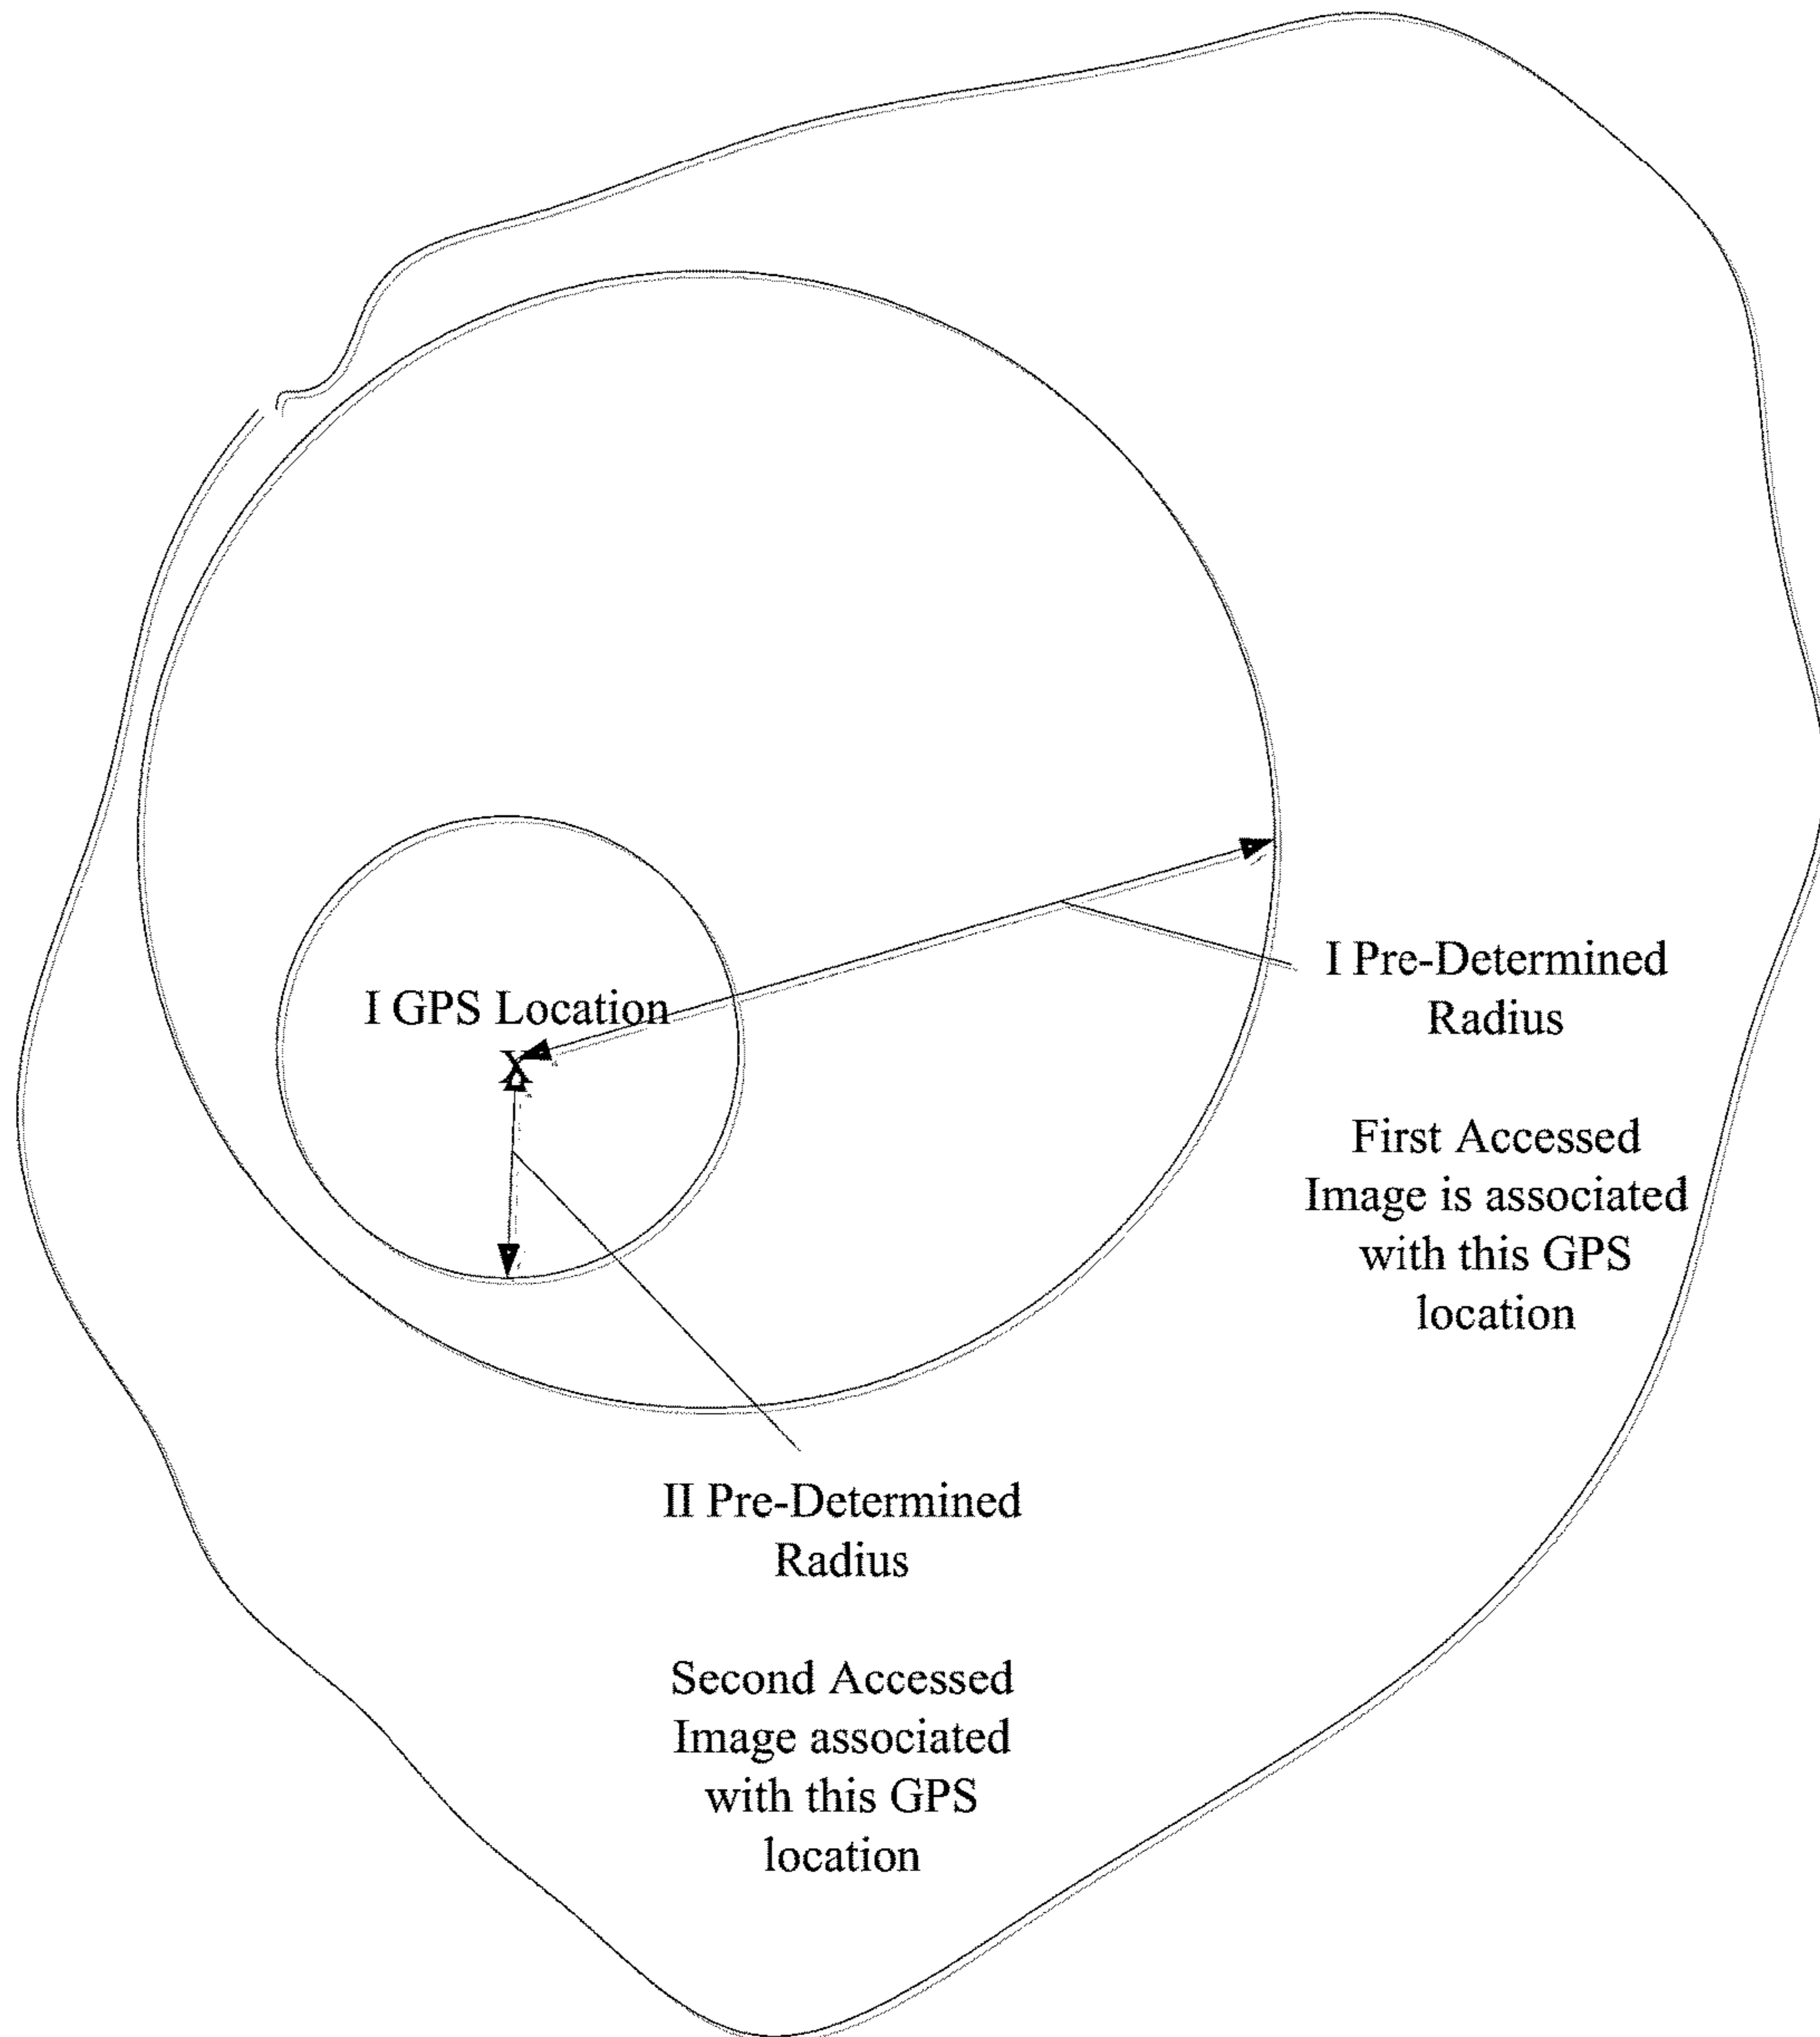 I GPS Location
X
I Pre-Determined
Radius
First Accessed
Image is associated
with this GPS
location
II Pre-Determined
Radius
Second Accessed
Image associated
with this GPS
location